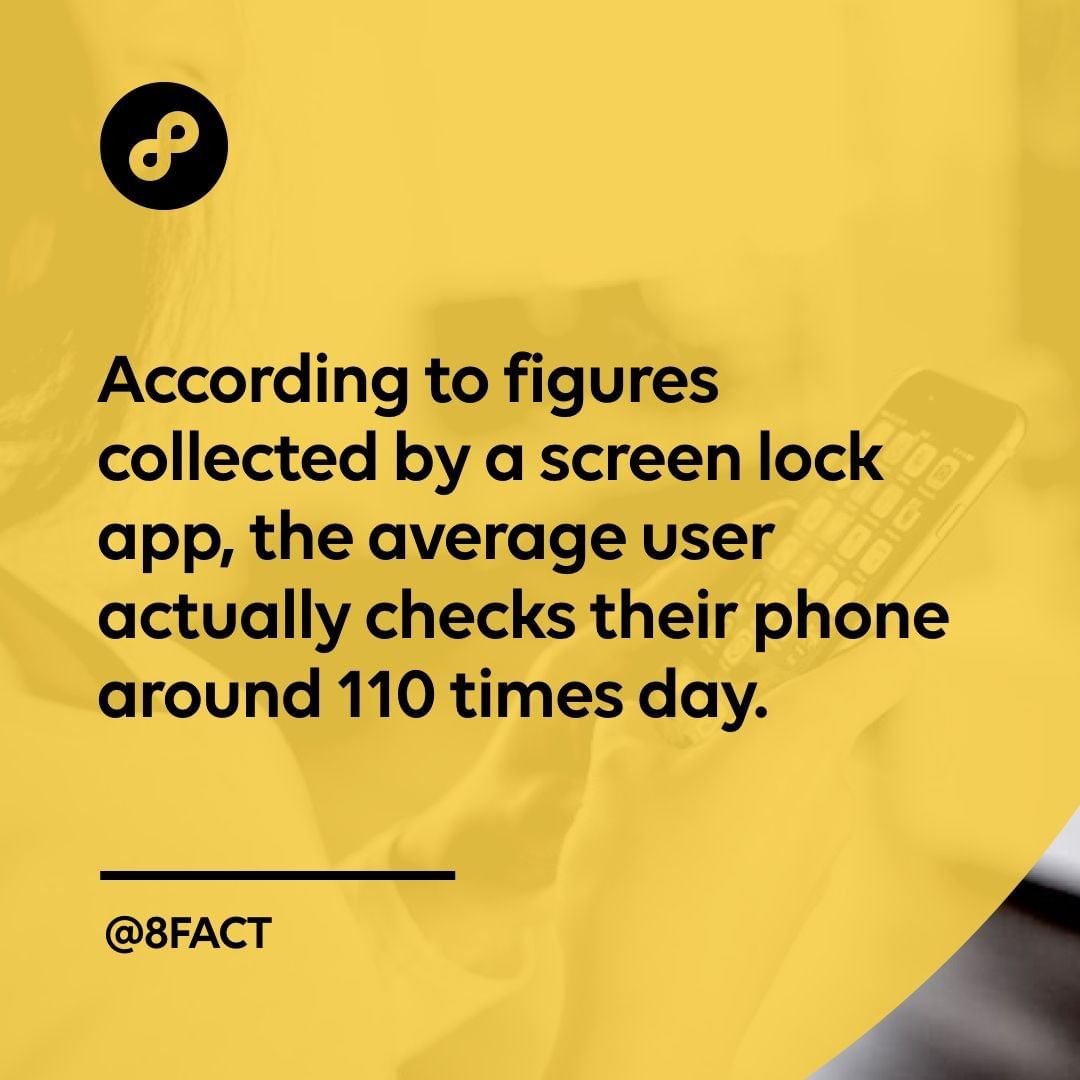 According to figures
collected by a screen lock
app, the average user
actually checks their phone
around 110 times day.
@8FACT